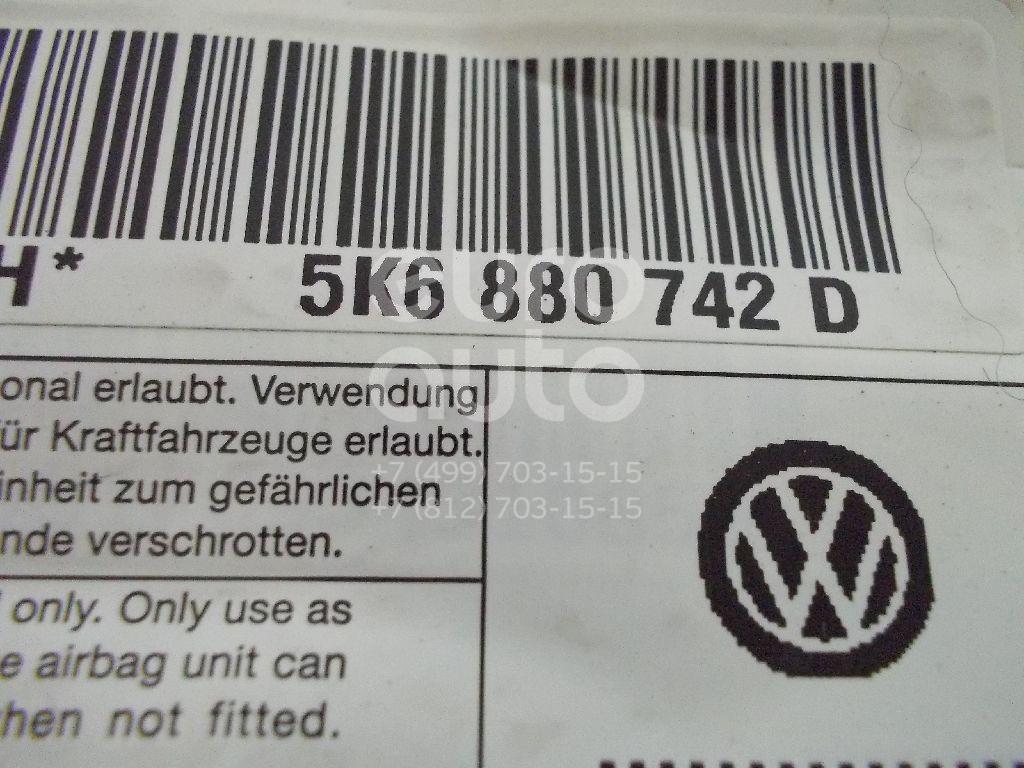 H* 5K6 880 742 D
onal erlaubt. Verwendung
ür Kraftfahrzeuge erlaubt.
inheit zum gefährlichen
nde verschrotten.
only. Only use as
e airbag unit can
hen not fitted.
euro
auto
+7 (499) 703-15-15
+7 (812) 703-15-15